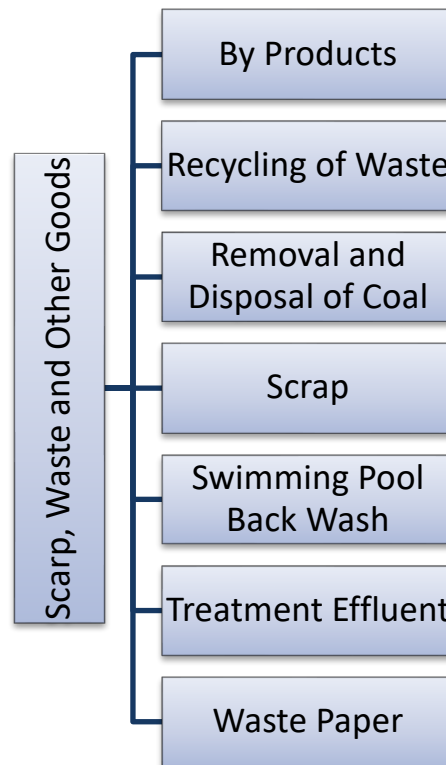 Scarp, Waste and Other Goods
By Products
Recycling of Waste
Removal and
Disposal of Coal
Scrap
Swimming Pool
Back Wash
Treatment Effluent
Waste Paper